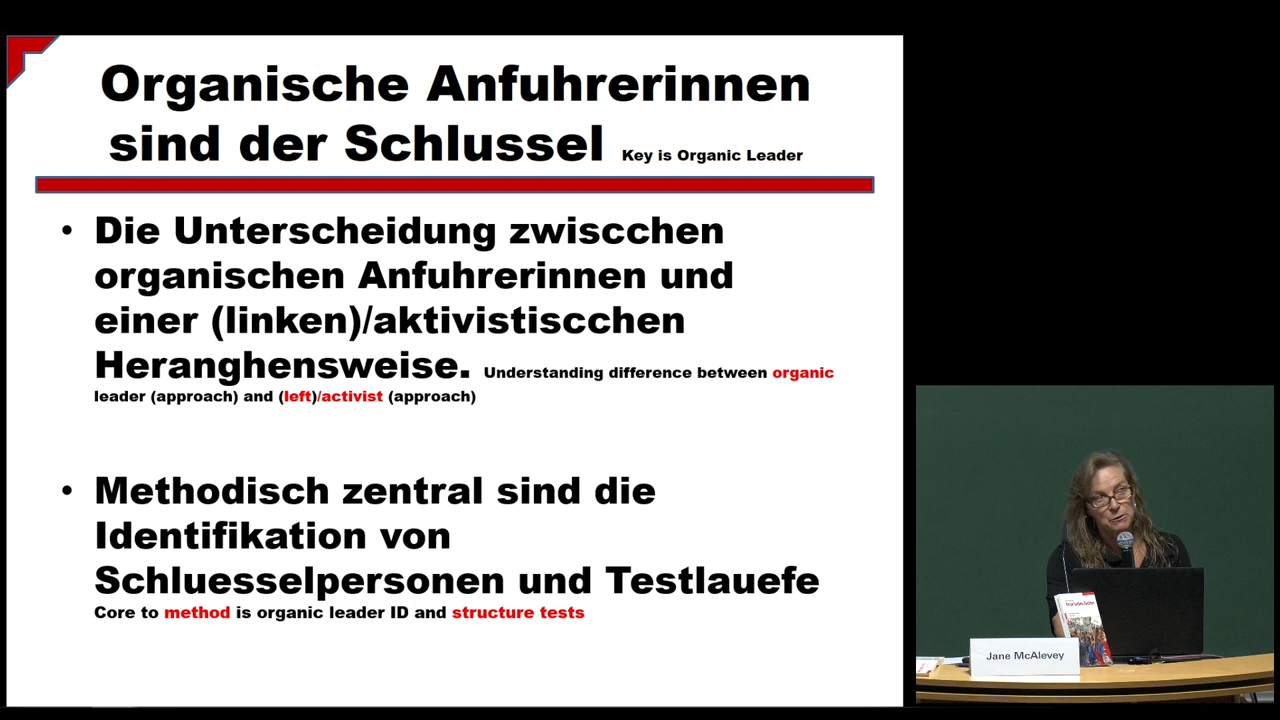 Organische Anfuhrerinnen
sind der Schlussel Key is Organic Leader
• Die Unterscheidung zwiscchen
organischen Anfuhrerinnen und
einer (linken)/aktivistiscchen
Heranghensweise. Understanding difference between organic
leader (approach) and (left)/activist (approach)
• Methodisch zentral sind die
Identifikation von
Schluesselpersonen und Testlauefe
Core to method is organic leader ID and structure tests
Jane McAlevey